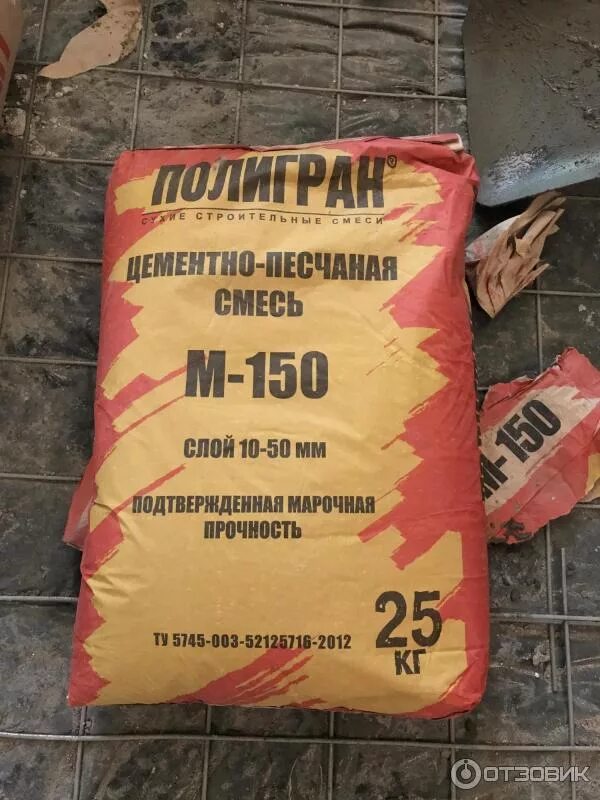 ПОЛИГРАН®
СУХИЕ СТРОИТЕЛЬНЫЕ СМЕСИ
ЦЕМЕНТНО-ПЕСЧАНАЯ
СМЕСЬ
М-150
СЛОЙ 10-50 ММ
ПОДТВЕРЖДЕННАЯ МАРОЧНАЯ
ПРОЧНОСТЬ
ТУ 5745-003-52125716-2012
25
КГ
М-150
ОТЗОВИК